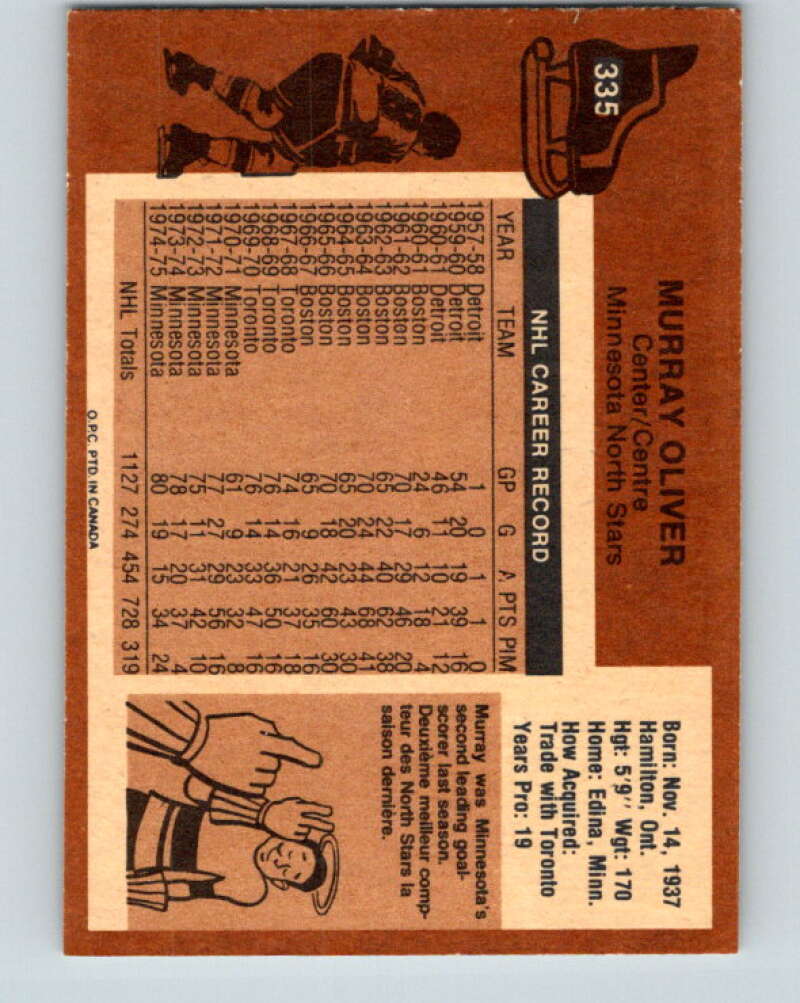 335
MURRAY OLIVER
Center/Centre
Minnesota North Stars
NHL CAREER RECORD
YEAR TEAM GP G A PTS PIM
1957-58 Detroit 1 0 1 1 0
1959-60 Detroit 54 20 19 39 16
1960-61 Detroit 46 11 10 21 12
1960-61 Boston 24 6 12 18 4
1961-62 Boston 70 17 29 46 20
1962-63 Boston 65 22 40 62 38
1963-64 Boston 70 24 44 68 41
1964-65 Boston 65 20 23 43 30
1965-66 Boston 70 18 42 60 30
1966-67 Boston 65 9 26 35 16
1967-68 Toronto 74 16 21 37 18
1968-69 Toronto 76 14 36 50 16
1969-70 Toronto 76 14 33 47 16
1970-71 Minnesota 61 9 23 32 8
1971-72 Minnesota 77 27 29 56 16
1972-73 Minnesota 75 11 31 42 10
1973-74 Minnesota 78 17 20 37 4
1974-75 Minnesota 80 19 15 34 24
NHL Totals 1127 274 454 728 319
O.P.C. PTD. IN CANADA
Born: Nov. 14, 1937
Hamilton, Ont.
Hgt: 5'9" Wgt: 170
Home: Edina, Minn.
How Acquired:
Trade with Toronto
Years Pro: 19
Murray was Minnesota's
second leading goal-
scorer last season.
Deuxième meilleur comp-
teur des North Stars la
saison dernière.